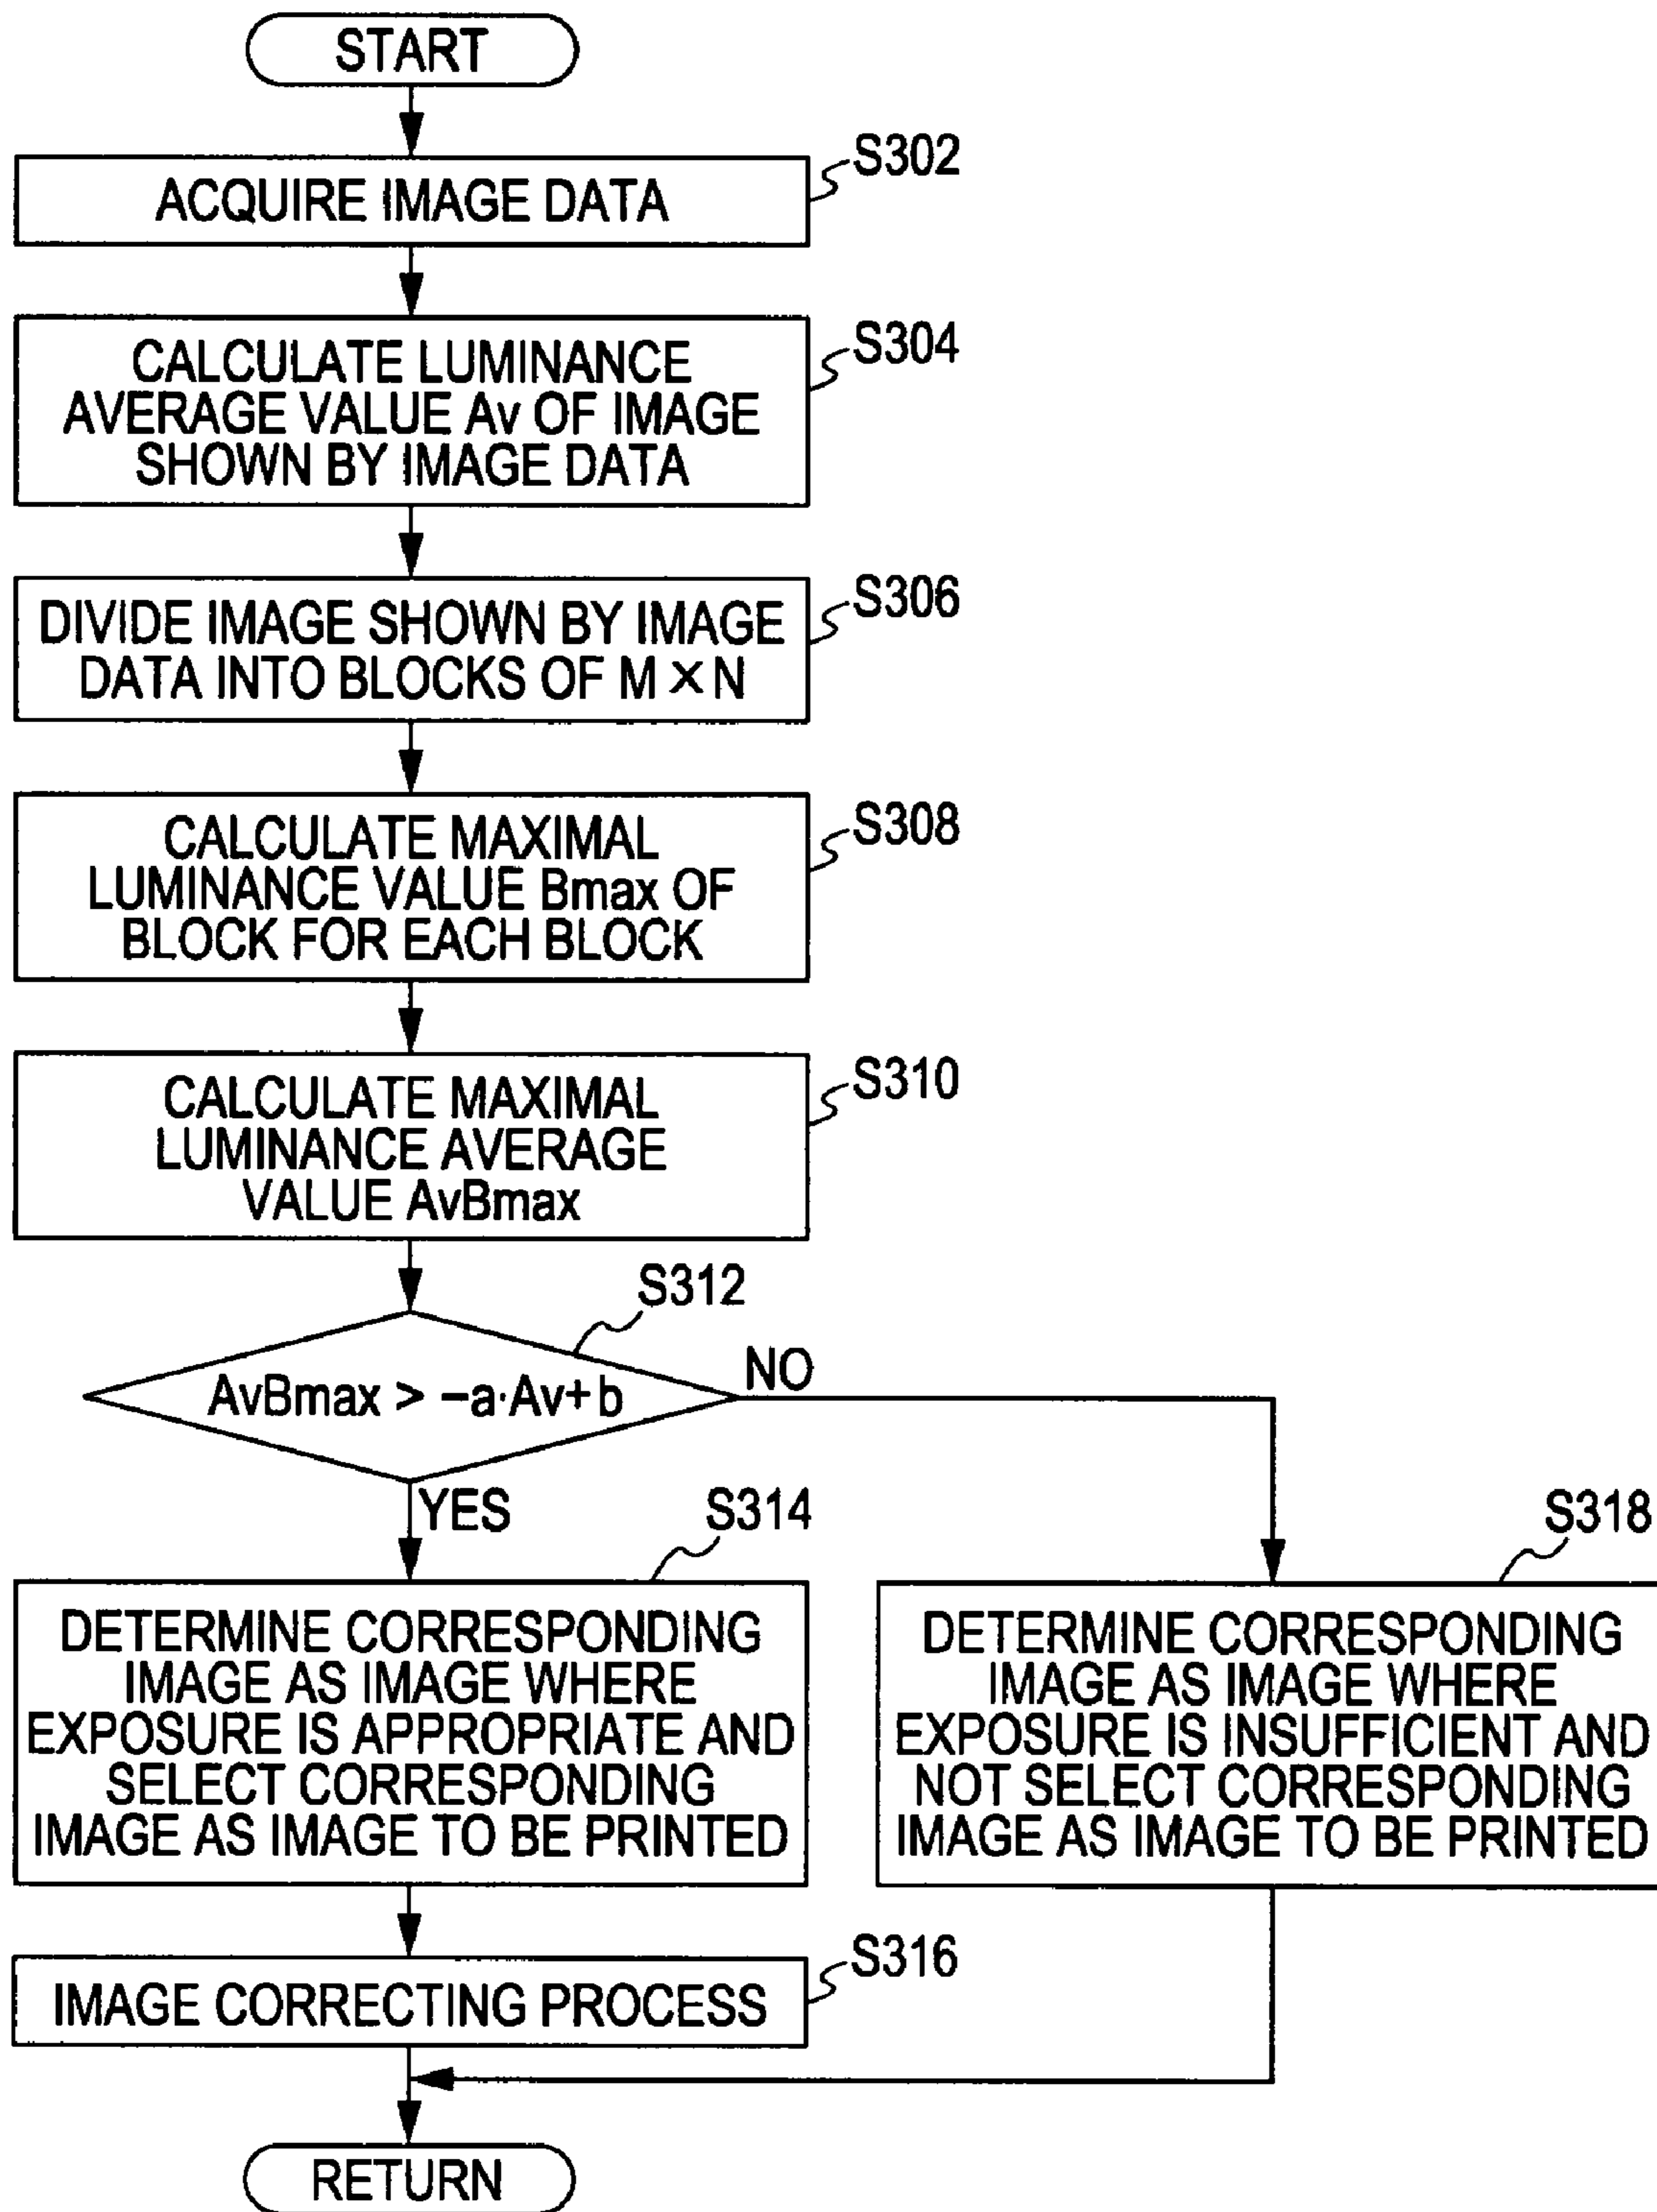 START
S302
ACQUIRE IMAGE DATA
S304
CALCULATE LUMINANCE
AVERAGE VALUE Av OF IMAGE
SHOWN BY IMAGE DATA
S306
DIVIDE IMAGE SHOWN BY IMAGE
DATA INTO BLOCKS OF M × N
S308
CALCULATE MAXIMAL
LUMINANCE VALUE Bmax OF
BLOCK FOR EACH BLOCK
S310
CALCULATE MAXIMAL
LUMINANCE AVERAGE
VALUE AvBmax
S312
AvBmax > −a·Av+b
NO
YES
S314
DETERMINE CORRESPONDING
IMAGE AS IMAGE WHERE
EXPOSURE IS APPROPRIATE AND
SELECT CORRESPONDING
IMAGE AS IMAGE TO BE PRINTED
S318
DETERMINE CORRESPONDING
IMAGE AS IMAGE WHERE
EXPOSURE IS INSUFFICIENT AND
NOT SELECT CORRESPONDING
IMAGE AS IMAGE TO BE PRINTED
S316
IMAGE CORRECTING PROCESS
RETURN